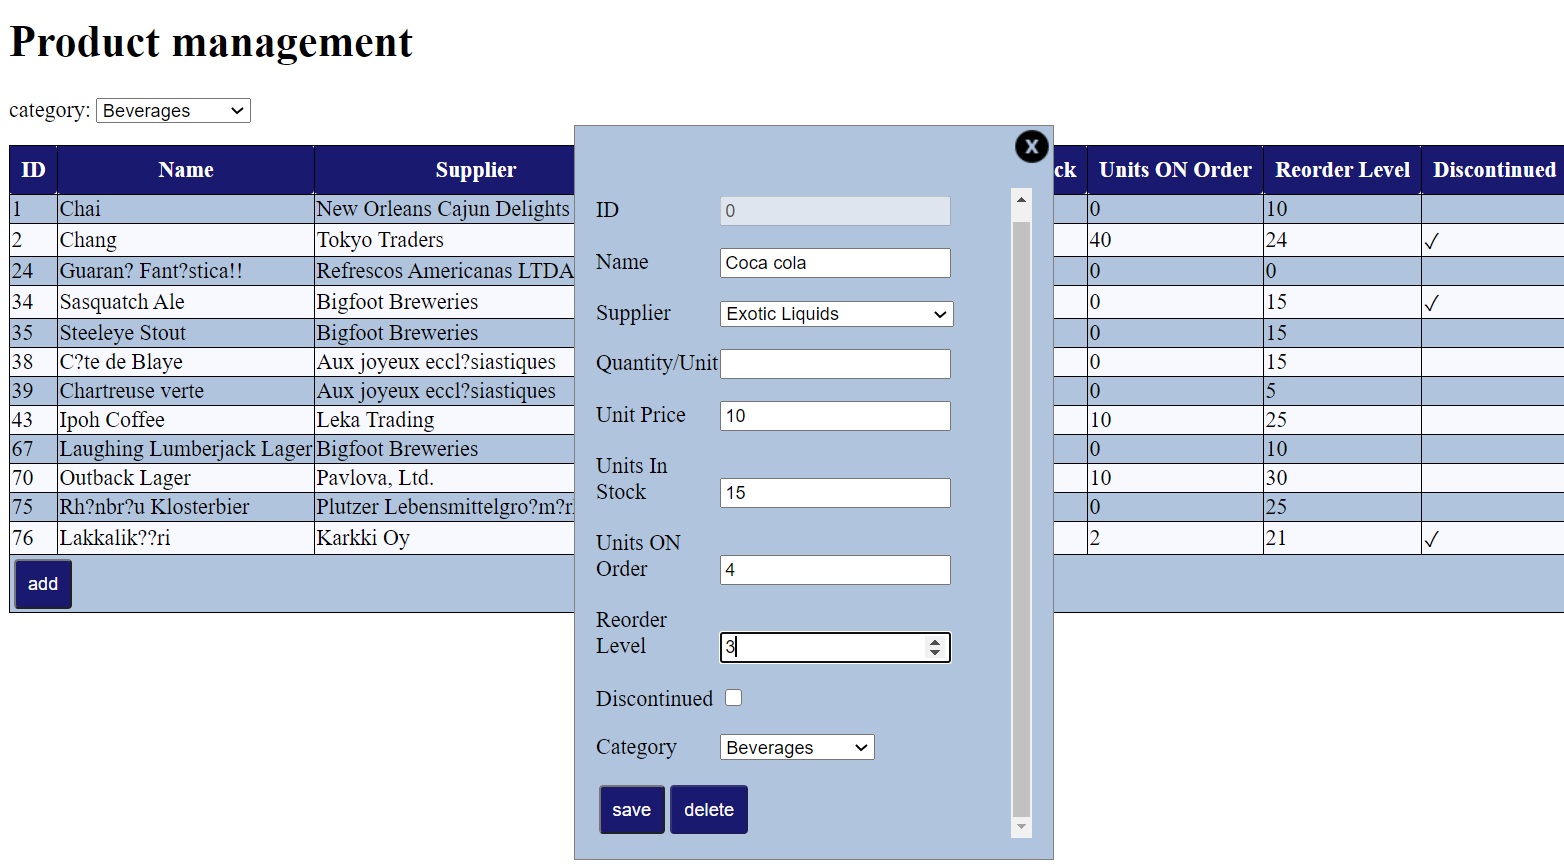 Product management
category: Beverages
ID Name Supplier ck Units ON Order Reorder Level Discontinued
1 Chai New Orleans Cajun Delights 0 10
2 Chang Tokyo Traders 40 24 ✓
24 Guaran? Fant?stica!! Refrescos Americanas LTDA 0 0
34 Sasquatch Ale Bigfoot Breweries 0 15 ✓
35 Steeleye Stout Bigfoot Breweries 0 15
38 C?te de Blaye Aux joyeux eccl?siastiques 0 15
39 Chartreuse verte Aux joyeux eccl?siastiques 0 5
43 Ipoh Coffee Leka Trading 10 25
67 Laughing Lumberjack Lager Bigfoot Breweries 0 10
70 Outback Lager Pavlova, Ltd. 10 30
75 Rh?nbr?u Klosterbier Plutzer Lebensmittelgro?m?r 0 25
76 Lakkalik??ri Karkki Oy 2 21 ✓
add
X
ID 0
Name Coca cola
Supplier Exotic Liquids
Quantity/Unit
Unit Price 10
Units In
Stock 15
Units ON
Order 4
Reorder
Level 3
Discontinued
Category Beverages
save delete